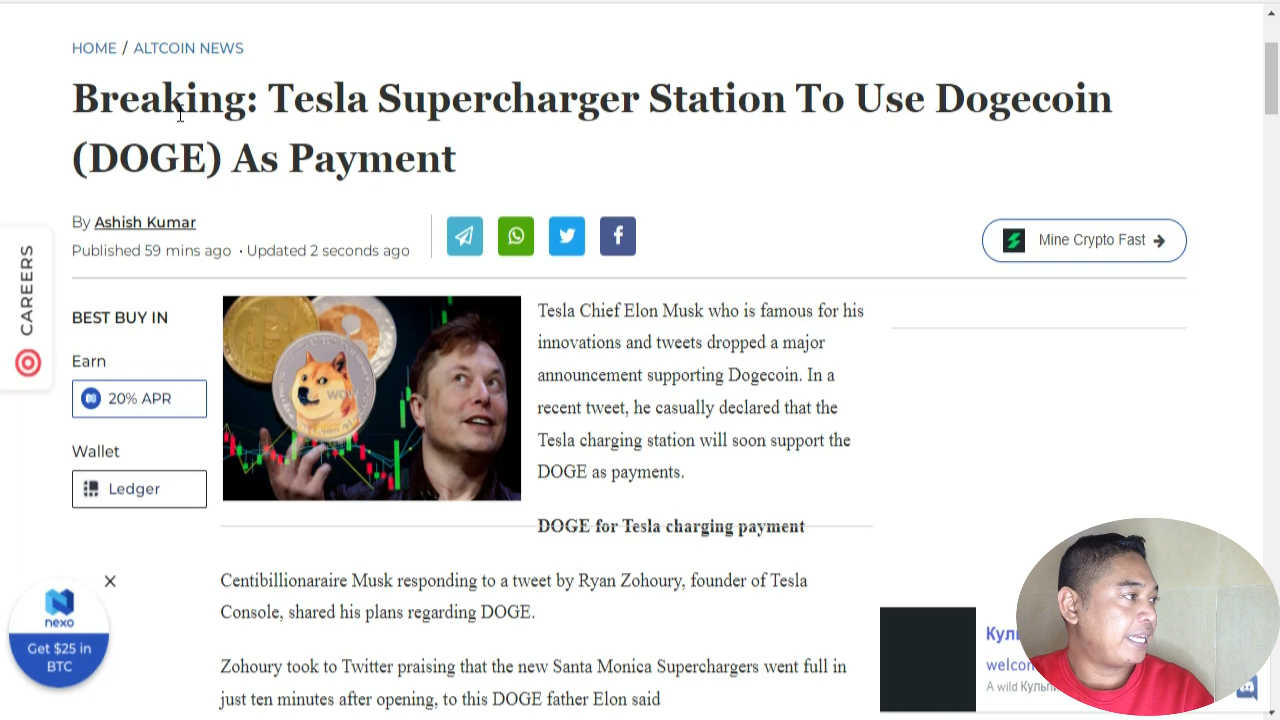 HOME / ALTCOIN NEWS
Breaking: Tesla Supercharger Station To Use Dogecoin
(DOGE) As Payment
By Ashish Kumar
Published 59 mins ago • Updated 2 seconds ago
Mine Crypto Fast
CAREERS
BEST BUY IN
Earn
20% APR
Wallet
Ledger
Tesla Chief Elon Musk who is famous for his
innovations and tweets dropped a major
announcement supporting Dogecoin. In a
recent tweet, he casually declared that the
Tesla charging station will soon support the
DOGE as payments.
DOGE for Tesla charging payment
Centibillionaraire Musk responding to a tweet by Ryan Zohoury, founder of Tesla
Console, shared his plans regarding DOGE.
Zohoury took to Twitter praising that the new Santa Monica Superchargers went full in
just ten minutes after opening, to this DOGE father Elon said
nexo
Get $25 in
BTC
A wild